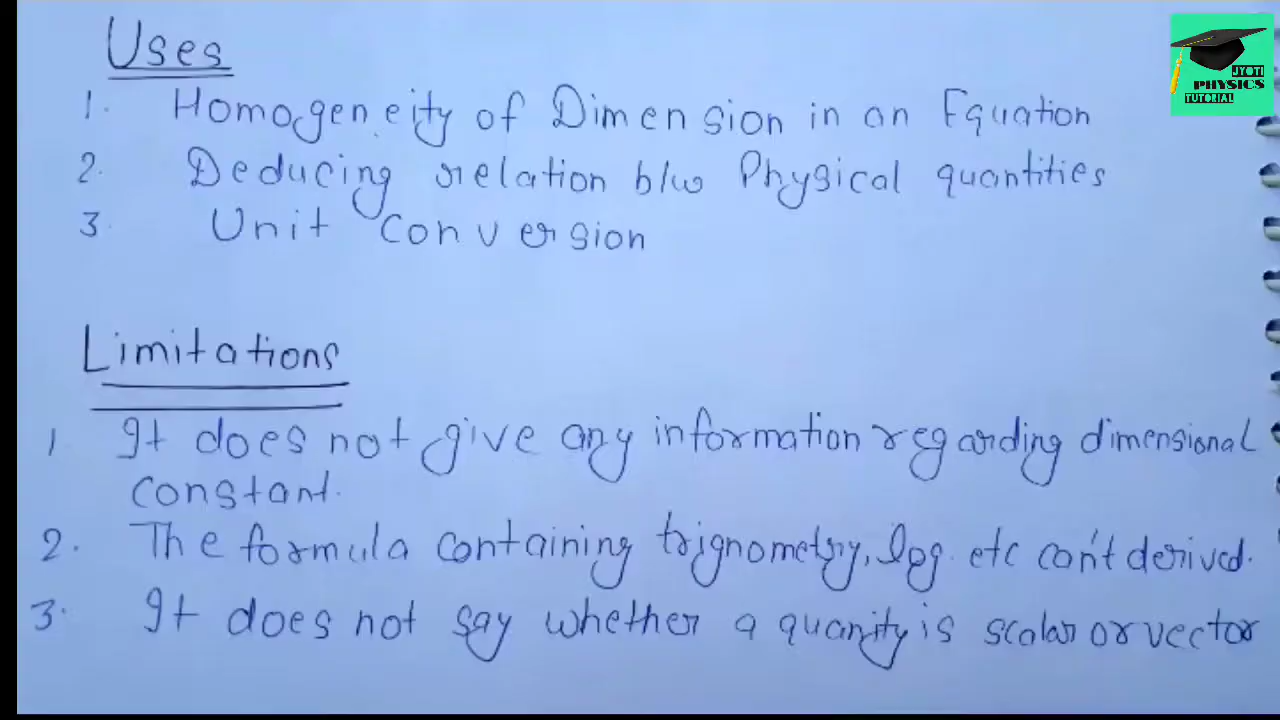 Uses
JYOTI
PHYSICS
TUTORIAL
1. Homogeneity of Dimension in an Equation
2. Deducing relation b/w Physical quantities
3. Unit conversion
Limitations
1. It does not give any information regarding dimensional
constant.
2. The formula containing trignometry, log. etc can't derived.
3. It does not say whether a quanity is scalar or vector